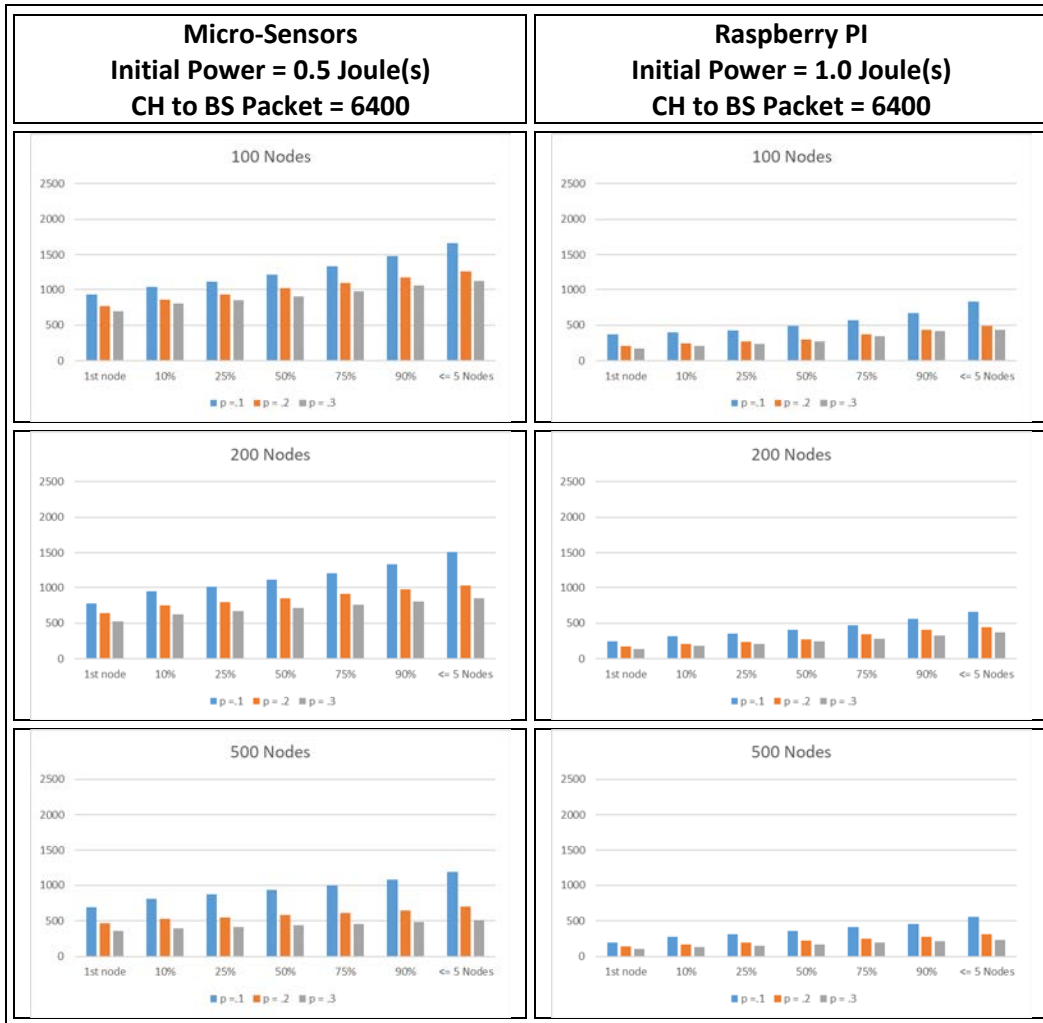 Micro-Sensors
Initial Power = 0.5 Joule(s)
CH to BS Packet = 6400
Raspberry PI
Initial Power = 1.0 Joule(s)
CH to BS Packet = 6400
100 Nodes
2500
2000
1500
1000
500
0
1st node 10% 25% 50% 75% 90% <= 5 Nodes
p =.1 p = .2 p = .3
100 Nodes
2500
2000
1500
1000
500
0
1st node 10% 25% 50% 75% 90% <= 5 Nodes
p =.1 p = .2 p = .3
200 Nodes
2500
2000
1500
1000
500
0
1st node 10% 25% 50% 75% 90% <= 5 Nodes
p =.1 p = .2 p = .3
200 Nodes
2500
2000
1500
1000
500
0
1st node 10% 25% 50% 75% 90% <= 5 Nodes
p =.1 p = .2 p = .3
500 Nodes
2500
2000
1500
1000
500
0
1st node 10% 25% 50% 75% 90% <= 5 Nodes
p =.1 p = .2 p = .3
500 Nodes
2500
2000
1500
1000
500
0
1st node 10% 25% 50% 75% 90% <= 5 Nodes
p =.1 p = .2 p = .3